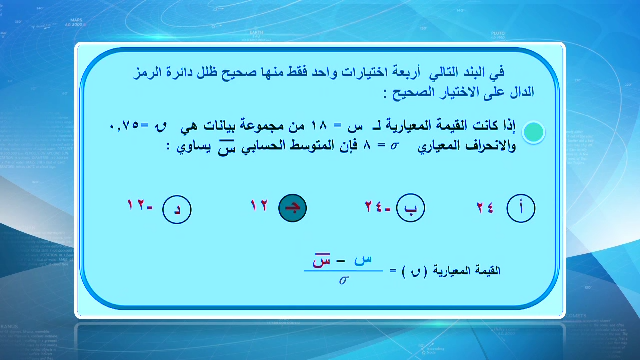 في البند التالي أربعة اختيارات واحد فقط منها صحيح ظلل دائرة الرمز
الدال على الاختيار الصحيح :
إذا كانت القيمة المعيارية لـ س = ١٨ من مجموعة بيانات هي ن = ٠,٧٥
والانحراف المعياري σ = ٨ فإن المتوسط الحسابي س̅ يساوي :
أ ٢٤ ب -٢٤ جـ ١٢ د -١٢
القيمة المعيارية ( ن ) = س – س̅
σ